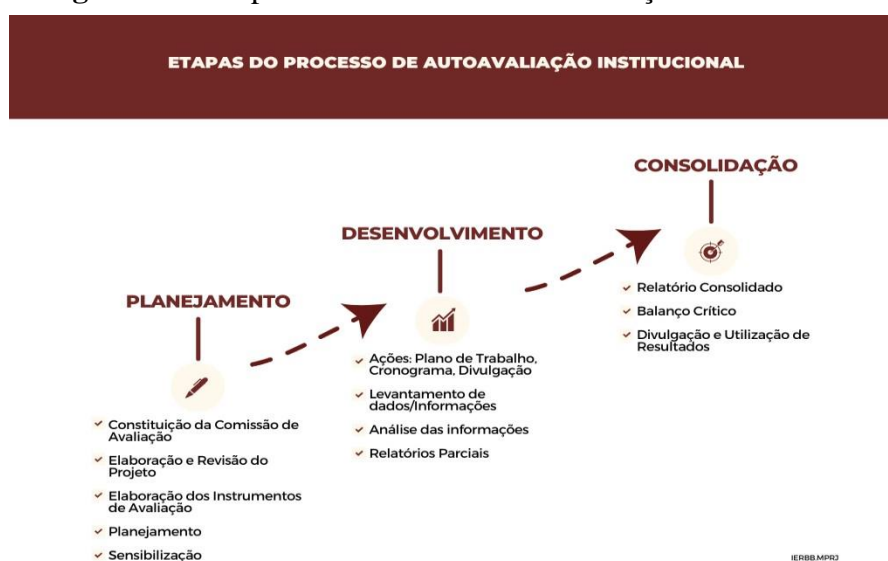 ETAPAS DO PROCESSO DE AUTOAVALIAÇÃO INSTITUCIONAL
PLANEJAMENTO
Constituição da Comissão de
Avaliação
Elaboração e Revisão do
Projeto
Elaboração dos Instrumentos
de Avaliação
Planejamento
Sensibilização
DESENVOLVIMENTO
Ações: Plano de Trabalho,
Cronograma, Divulgação
Levantamento de
dados/Informações
Análise das informações
Relatórios Parciais
CONSOLIDAÇÃO
Relatório Consolidado
Balanço Crítico
Divulgação e Utilização de
Resultados
IERBB.MPRJ